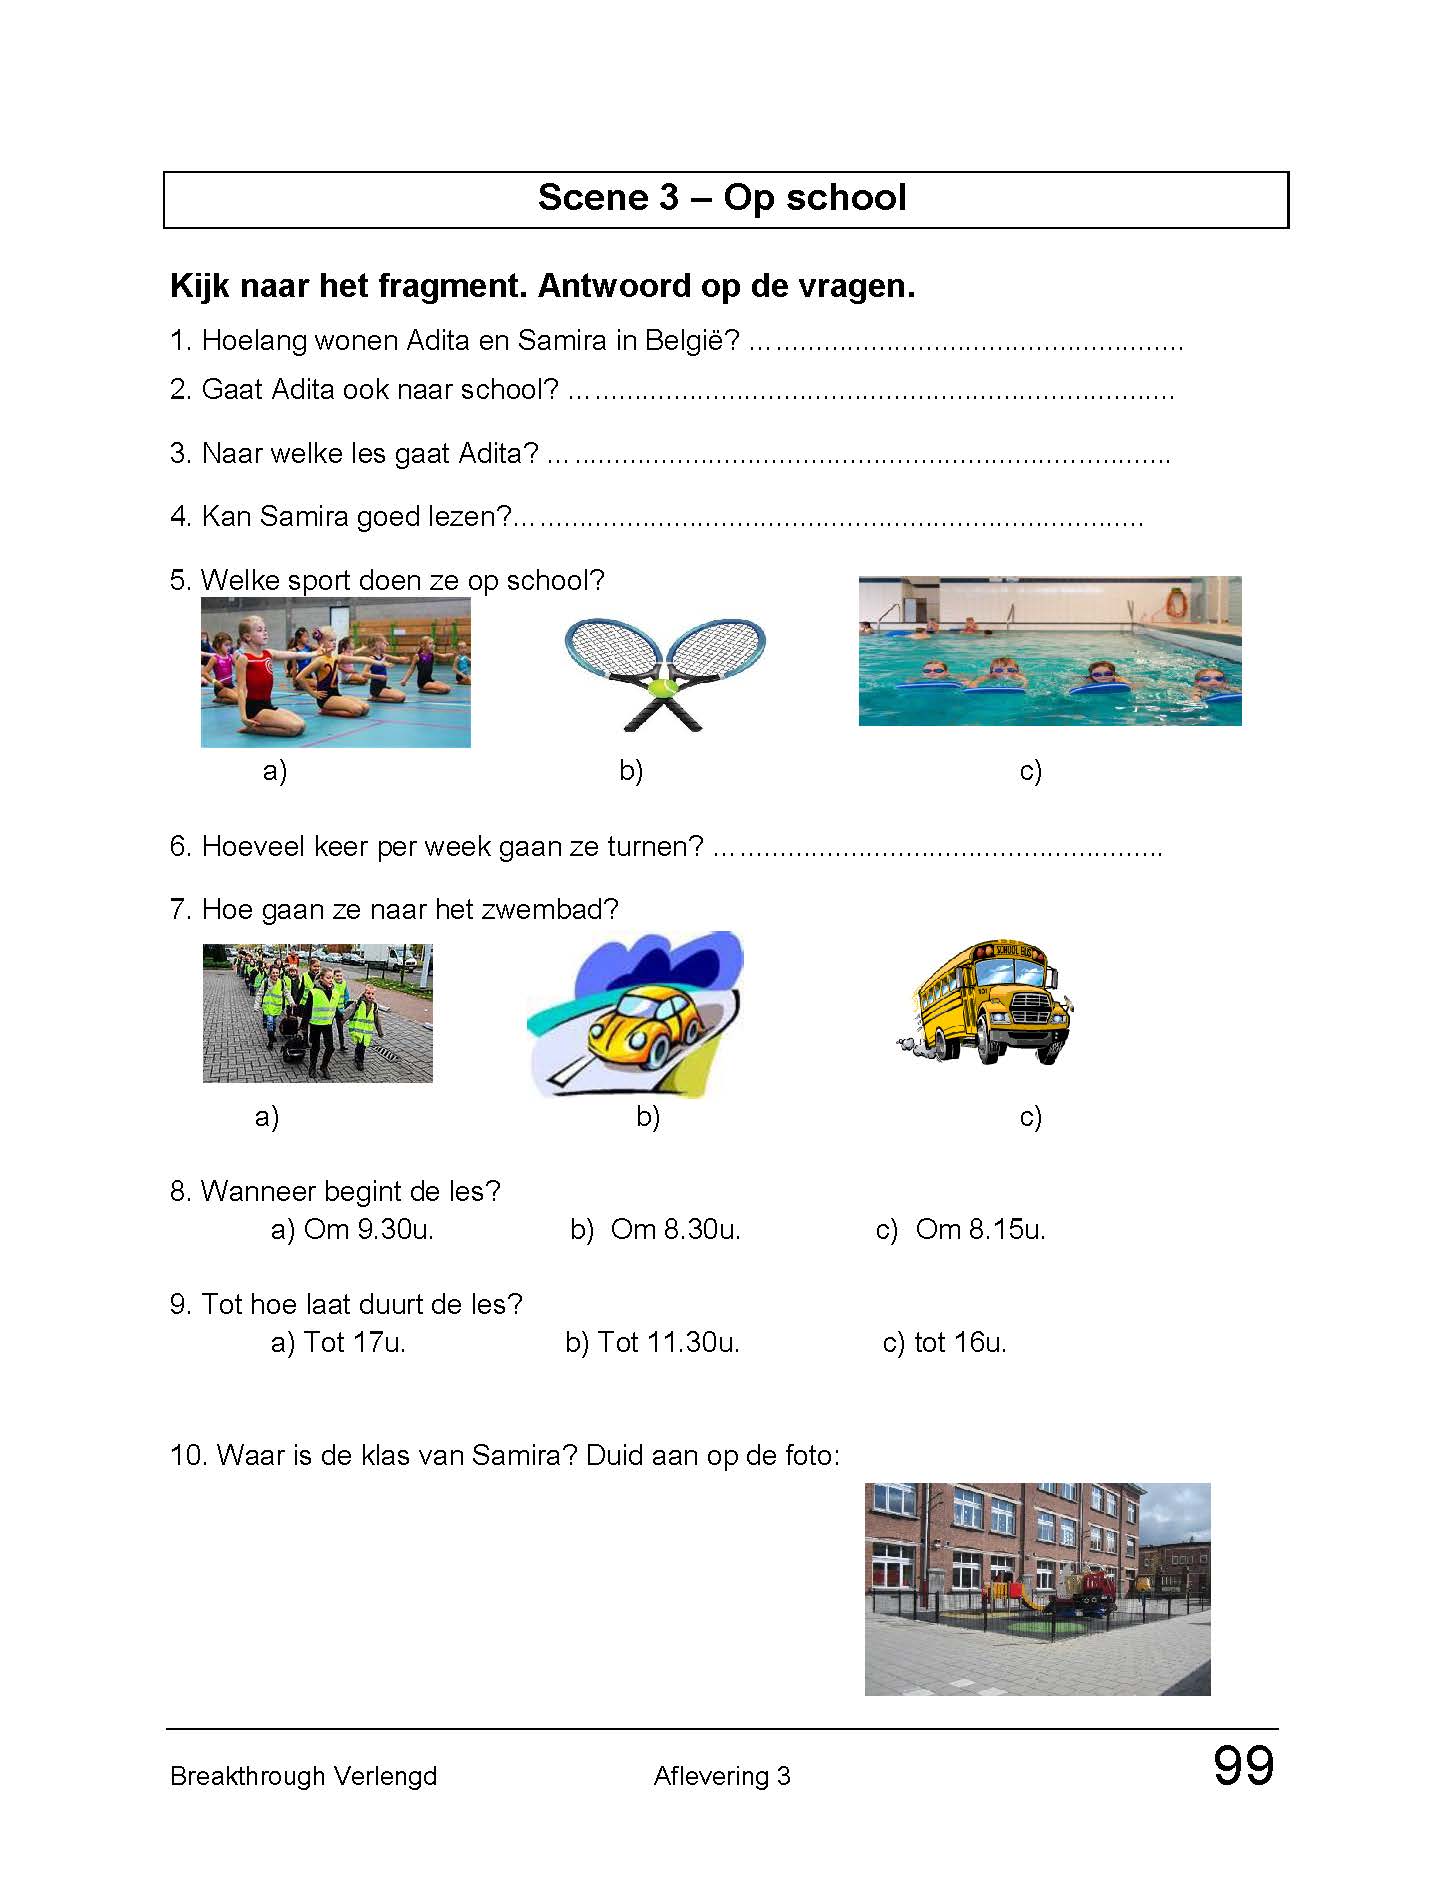 Scene 3 – Op school
Kijk naar het fragment. Antwoord op de vragen.
1. Hoelang wonen Adita en Samira in België? ……………………………………………
2. Gaat Adita ook naar school? …………………………………………………………………
3. Naar welke les gaat Adita? ……………………………………………………………………
4. Kan Samira goed lezen?……………………………………………………………………
5. Welke sport doen ze op school?
a) b) c)
6. Hoeveel keer per week gaan ze turnen? ………………………………………………
7. Hoe gaan ze naar het zwembad?
SCHOOL BUS
a) b) c)
8. Wanneer begint de les?
a) Om 9.30u. b) Om 8.30u. c) Om 8.15u.
9. Tot hoe laat duurt de les?
a) Tot 17u. b) Tot 11.30u. c) tot 16u.
10. Waar is de klas van Samira? Duid aan op de foto:
Breakthrough Verlengd Aflevering 3 99